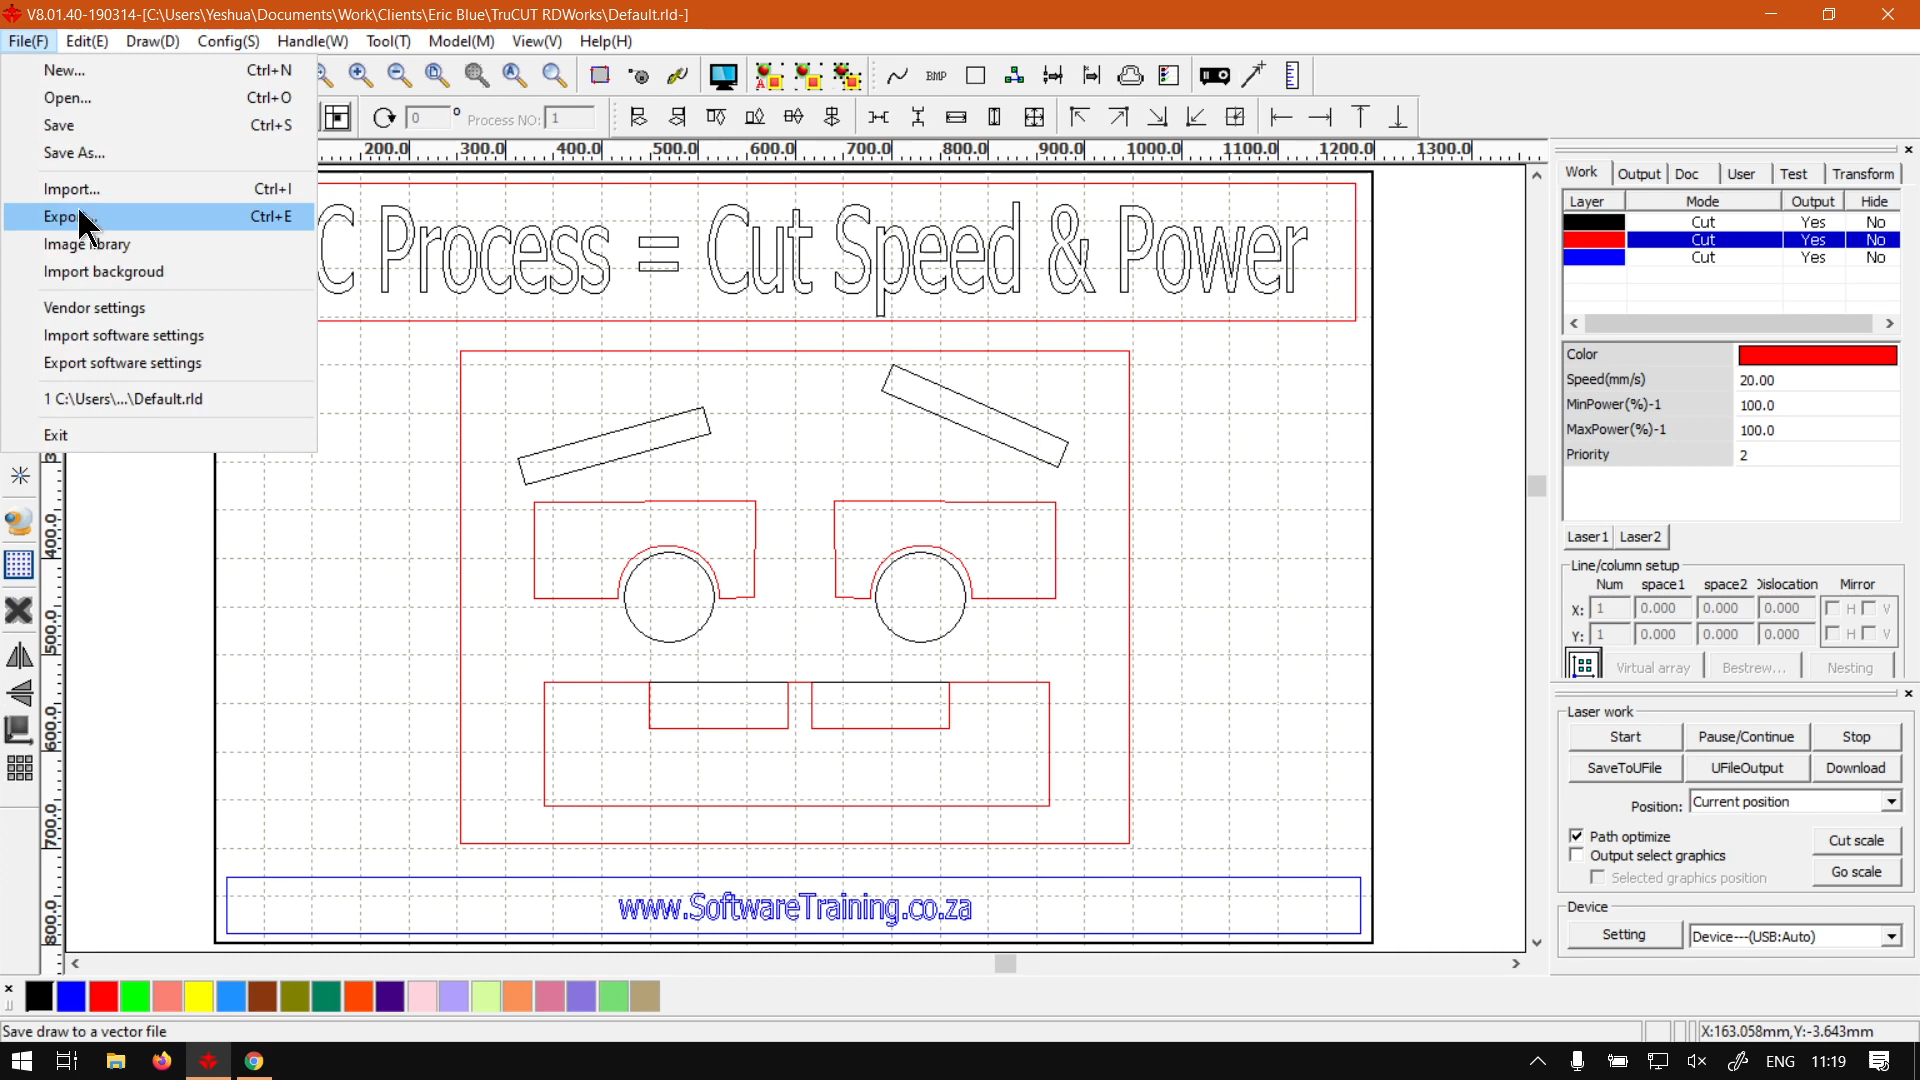 V8.01.40-190314-[C:\Users\Yeshua\Documents\Work\Clients\Eric Blue\TruCUT RDWorks\Default.rld-]
File(F) Edit(E) Draw(D) Config(S) Handle(W) Tool(T) Model(M) View(V) Help(H)
New... Ctrl+N
Open... Ctrl+O
Save Ctrl+S
Save As...
Import... Ctrl+I
Ctrl+E
Image library
Import backgroud
Vendor settings
Import software settings
Export software settings
1 C:\Users\...\Default.rld
Exit
BMP
0 ° Process NO: 1
200.0 300.0 400.0 500.0 600.0 700.0 800.0 900.0 1000.0 1100.0 1200.0 1300.0
400.0
500.0
600.0
700.0
800.0
C Process = Cut Speed & Power
www.SoftwareTraining.co.za
Work Output Doc User Test Transform
Layer Mode Output Hide
Cut Yes No
Cut Yes No
Cut Yes No
Color
Speed(mm/s) 20.00
MinPower(%)-1 100.0
MaxPower(%)-1 100.0
Priority 2
Laser1 Laser2
Line/column setup
Num space1 space2 Dislocation Mirror
X: 1 0.000 0.000 0.000 H V
Y: 1 0.000 0.000 0.000 H V
Virtual array Bestrew... Nesting
Laser work
Start Pause/Continue Stop
SaveToUFile UFileOutput Download
Position: Current position
Path optimize
Output select graphics Cut scale
Selected graphics position Go scale
Device
Setting Device---(USB:Auto)
Save draw to a vector file
X:163.058mm,Y:-3.643mm
ENG 11:19